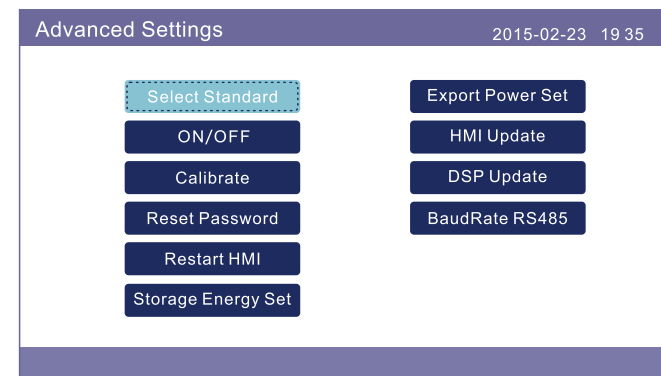 Advanced Settings
2015-02-23 19 35
Select Standard
ON/OFF
Calibrate
Reset Password
Restart HMI
Storage Energy Set
Export Power Set
HMI Update
DSP Update
BaudRate RS485